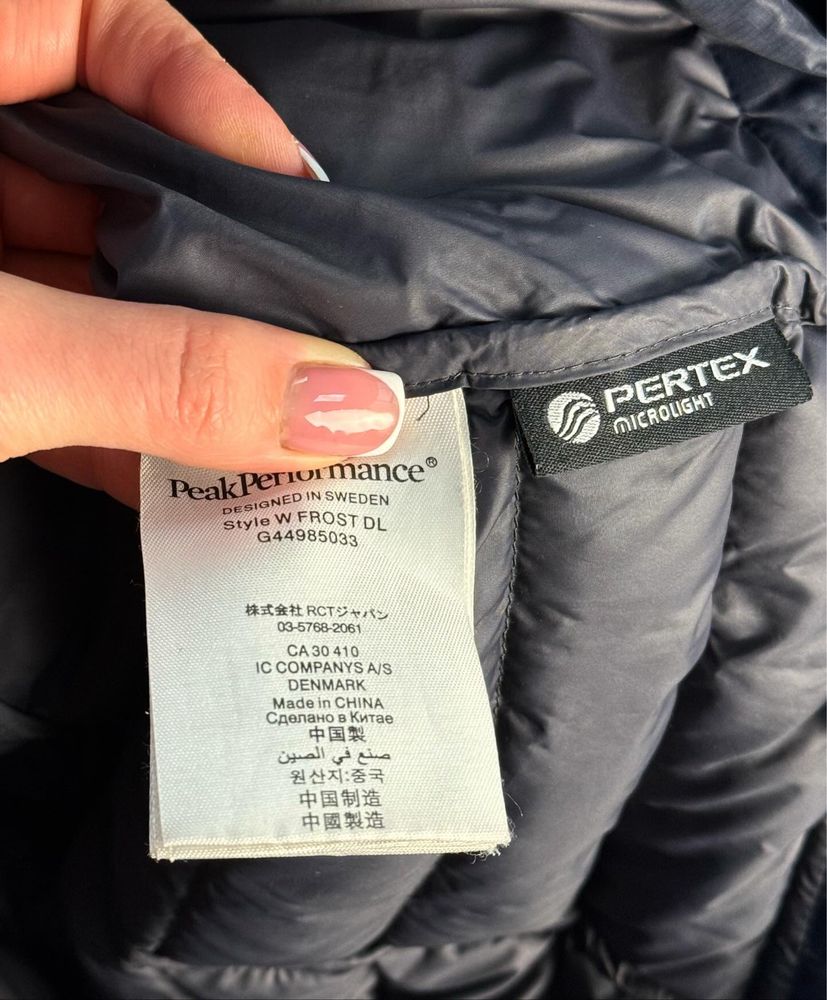 PeakPerformance®
DESIGNED IN SWEDEN
Style W FROST DL
G44985033
株式会社 RCTジャパン
03-5768-2061
CA 30 410
IC COMPANYS A/S
DENMARK
Made in CHINA
Сделано в Китае
中国製
صنع في الصين
원산지:중국
中国制造
中國製造
PERTEX
MICROLIGHT